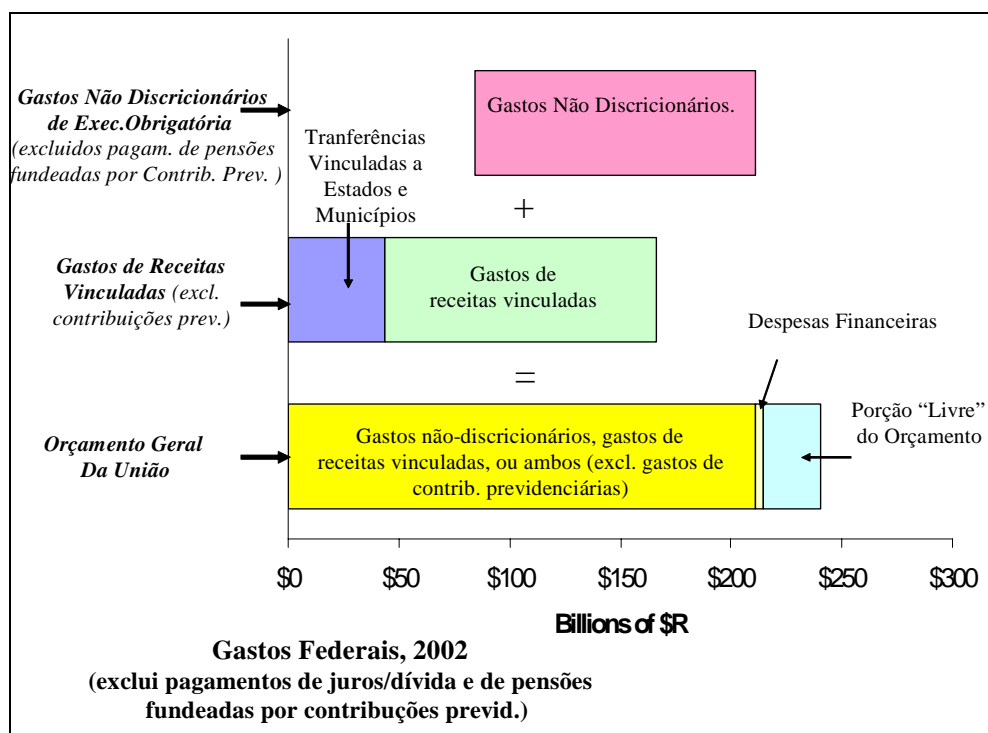 Gastos Não Discricionários
de Exec.Obrigatória
(excluidos pagam. de pensões
fundeadas por Contrib. Prev. )
Gastos Não Discricionários.
Tranferências
Vinculadas a
Estados e
Municípios
+
Gastos de Receitas
Vinculadas (excl.
contribuições prev.)
Gastos de
receitas vinculadas
Despesas Financeiras
=
Porção “Livre”
do Orçamento
Orçamento Geral
Da União
Gastos não-discricionários, gastos de
receitas vinculadas, ou ambos (excl. gastos de
contrib. previdenciárias)
$0 $50 $100 $150 $200 $250 $300
Billions of $R
Gastos Federais, 2002
(exclui pagamentos de juros/dívida e de pensões
fundeadas por contribuções previd.)